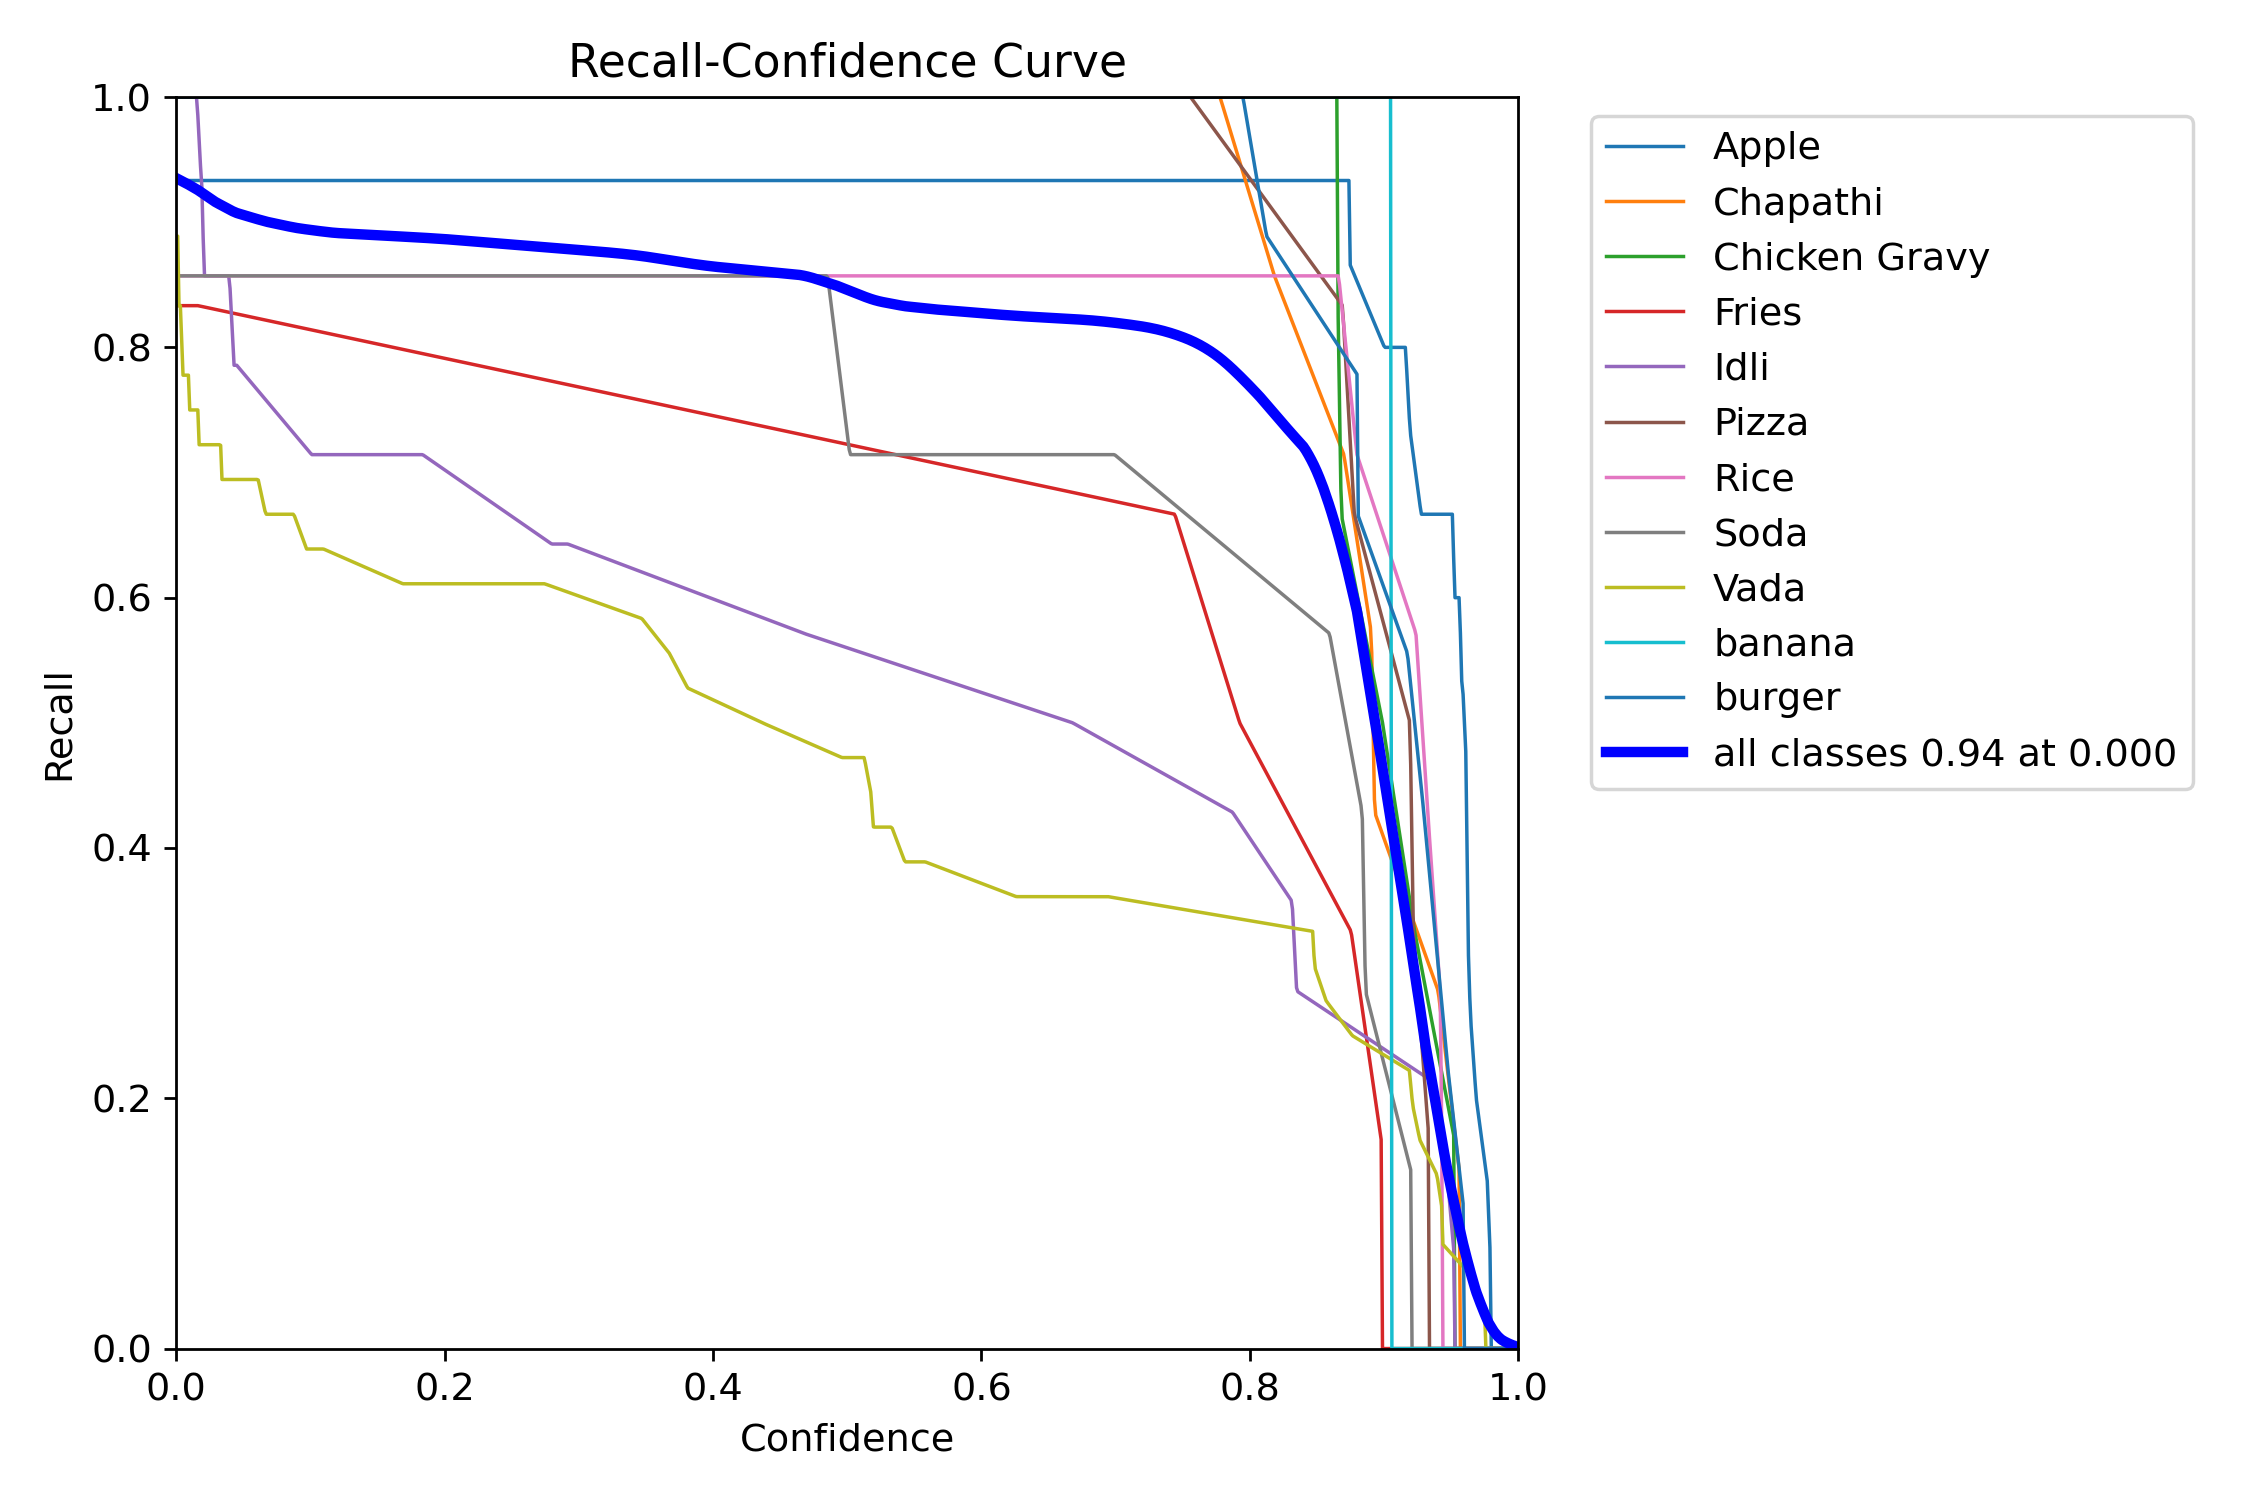 Recall-Confidence Curve
1.0
0.8
0.6
0.4
0.2
0.0
Recall
0.0 0.2 0.4 0.6 0.8 1.0
Confidence
Apple
Chapathi
Chicken Gravy
Fries
Idli
Pizza
Rice
Soda
Vada
banana
burger
all classes 0.94 at 0.000